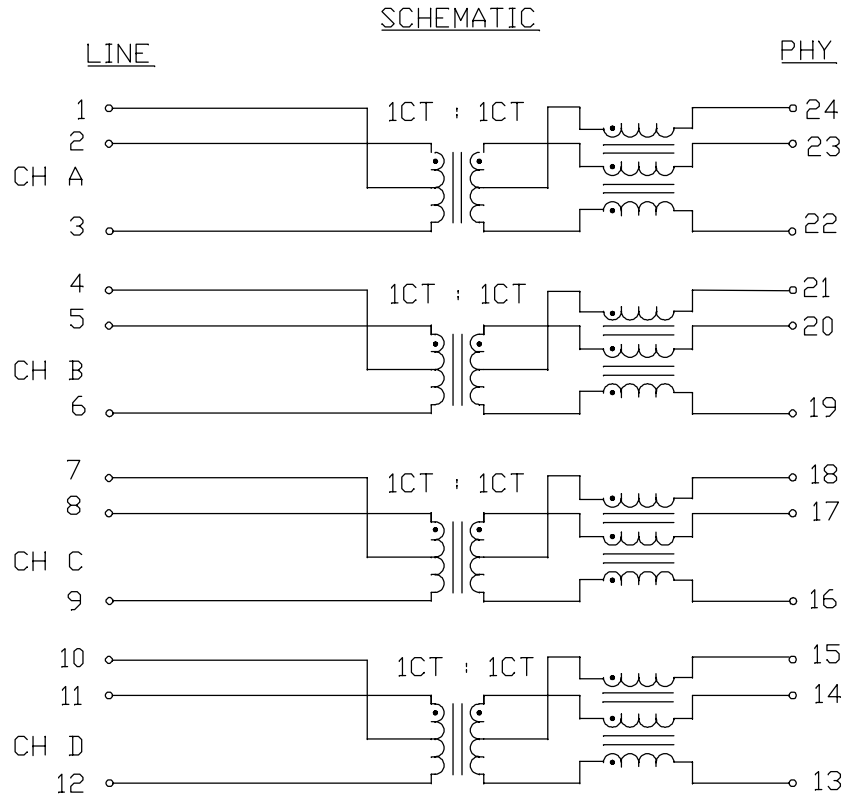 SCHEMATIC
LINE PHY
1 1CT : 1CT 24
2 23
CH A
3 22
4 1CT : 1CT 21
5 20
CH B
6 19
7 1CT : 1CT 18
8 17
CH C
9 16
10 1CT : 1CT 15
11 14
CH D
12 13